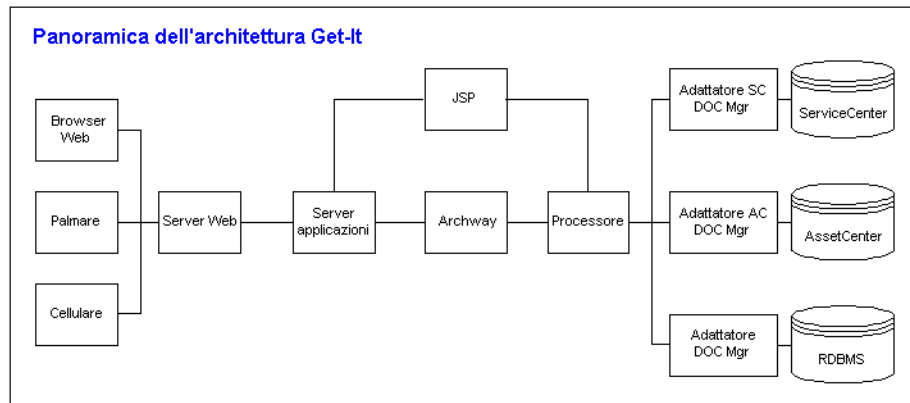 Panoramica dell'architettura Get-It
Browser
Web
Palmare
Cellulare
Server Web
Server
applicazioni
JSP
Archway
Processore
Adattatore SC
DOC Mgr
ServiceCenter
Adattatore AC
DOC Mgr
AssetCenter
Adattatore
DOC Mgr
RDBMS